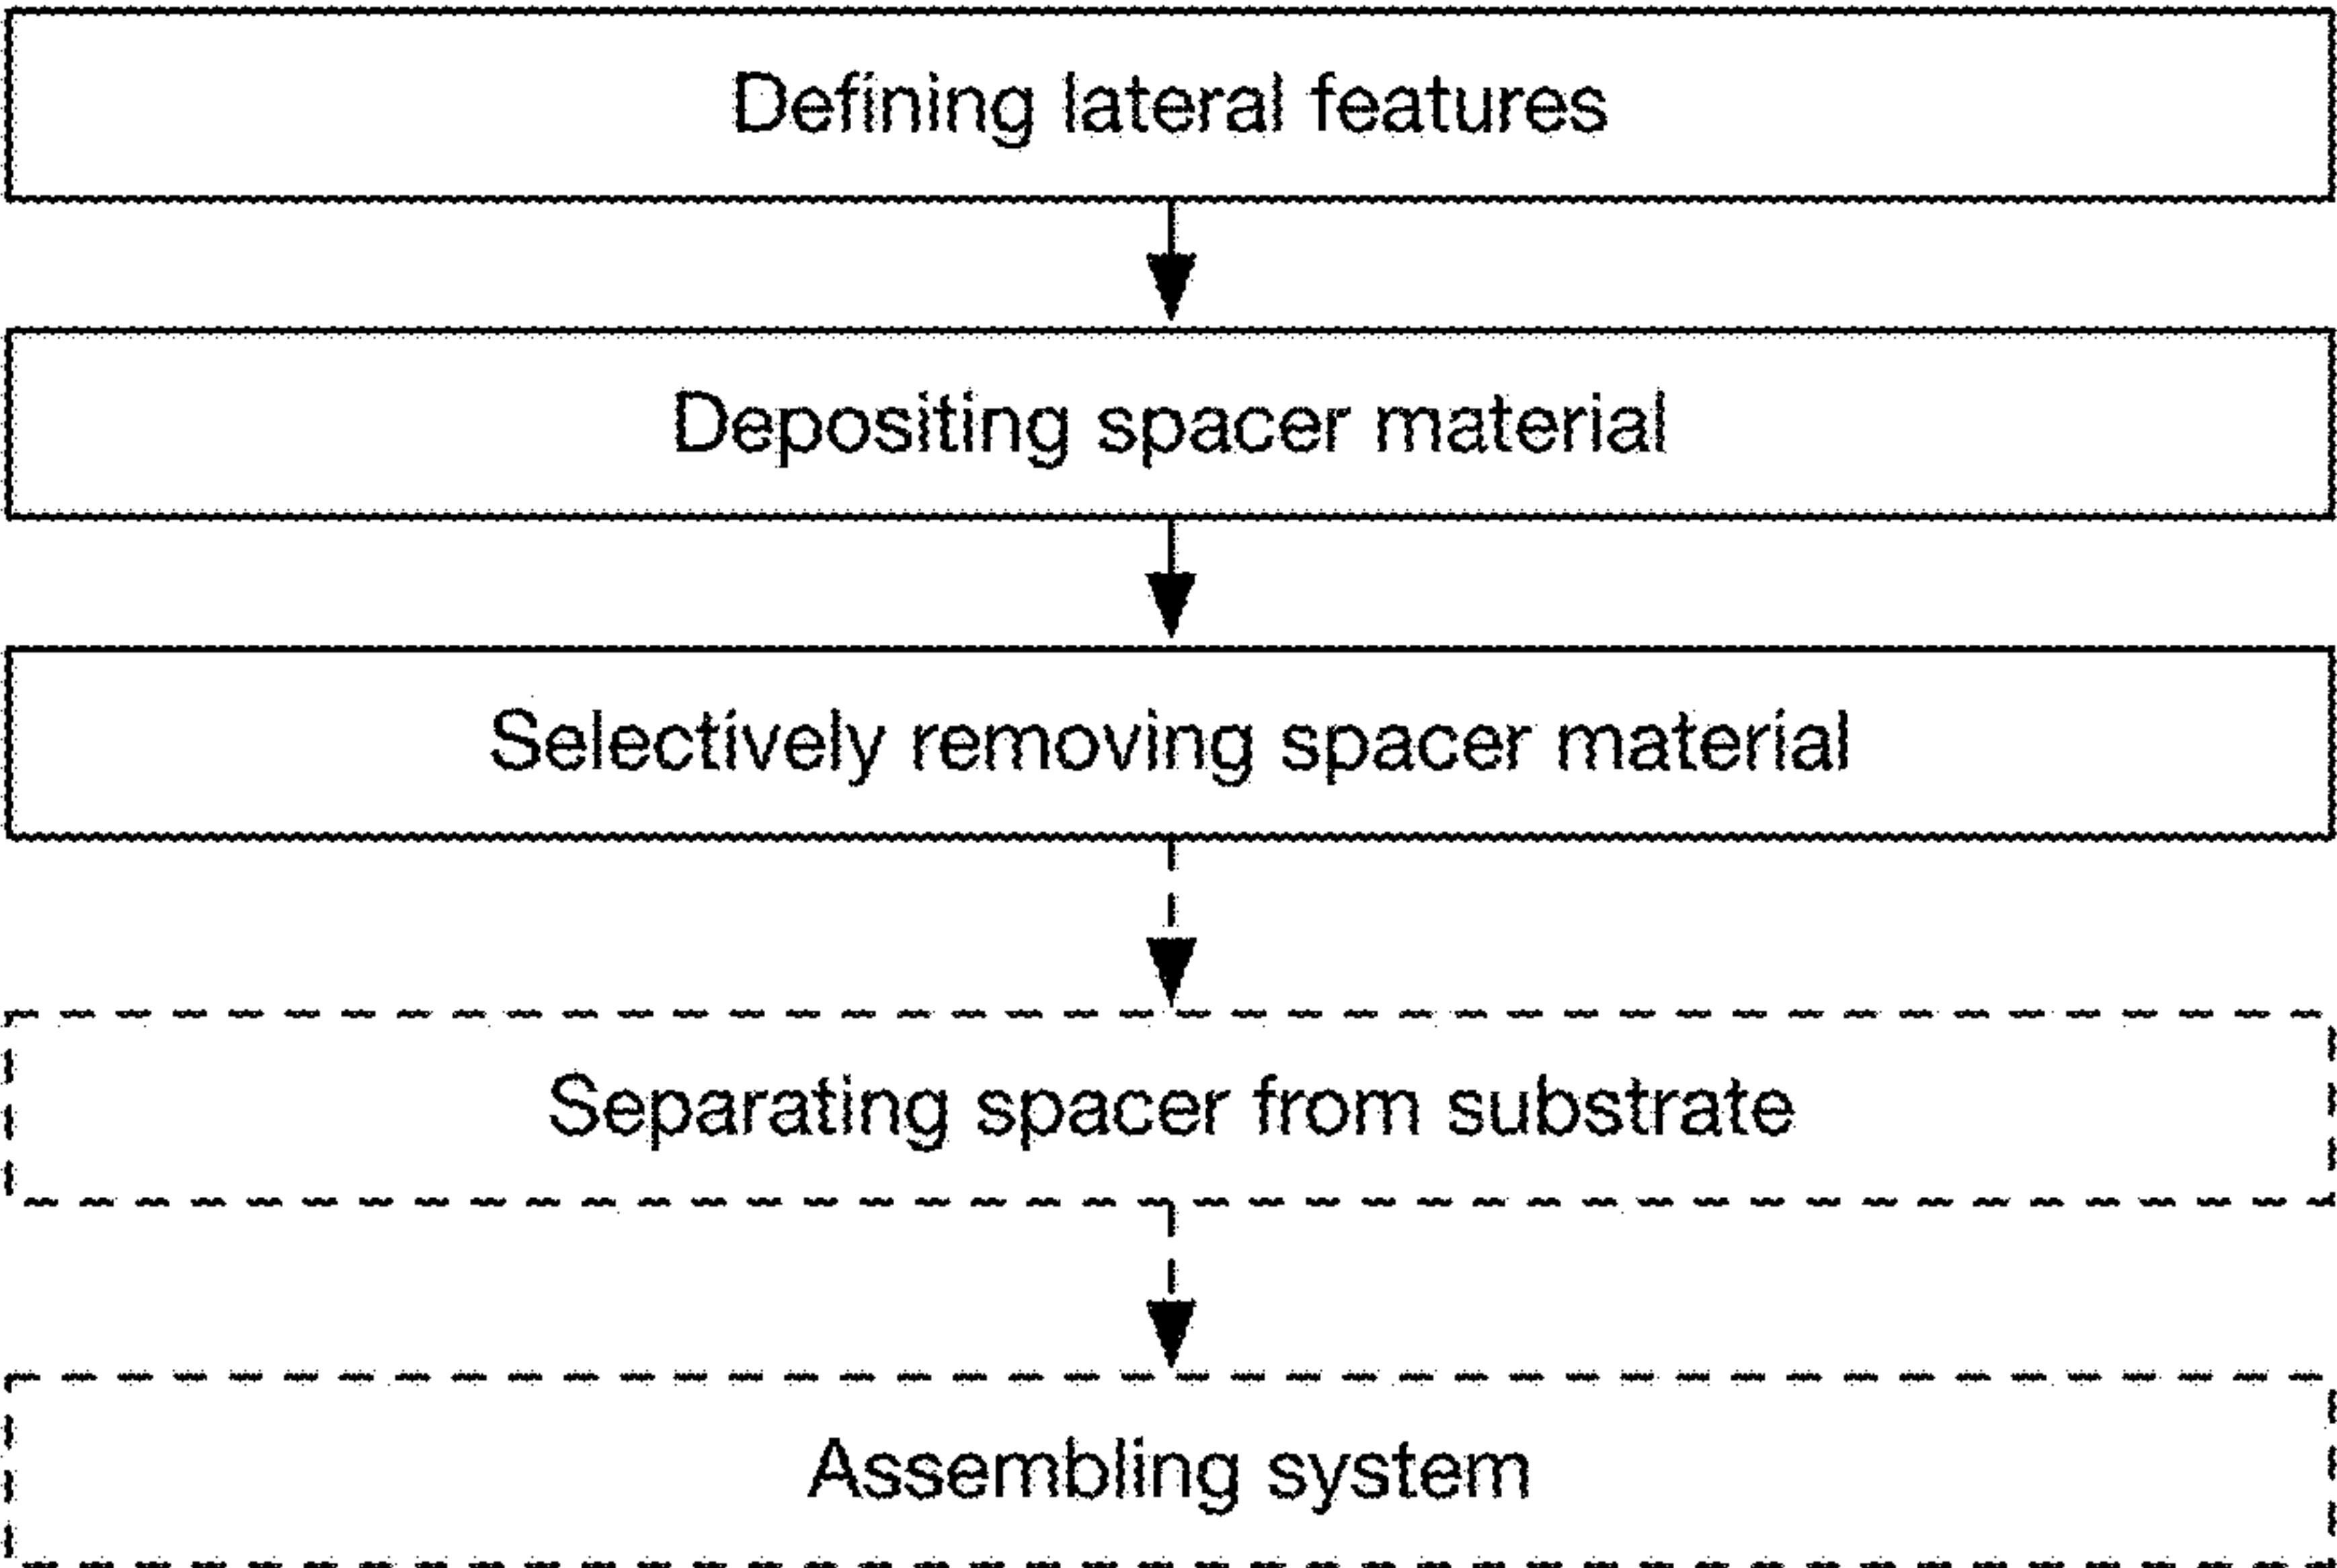 Defining lateral features
Depositing spacer material
Selectively removing spacer material
Separating spacer from substrate
Assembling system